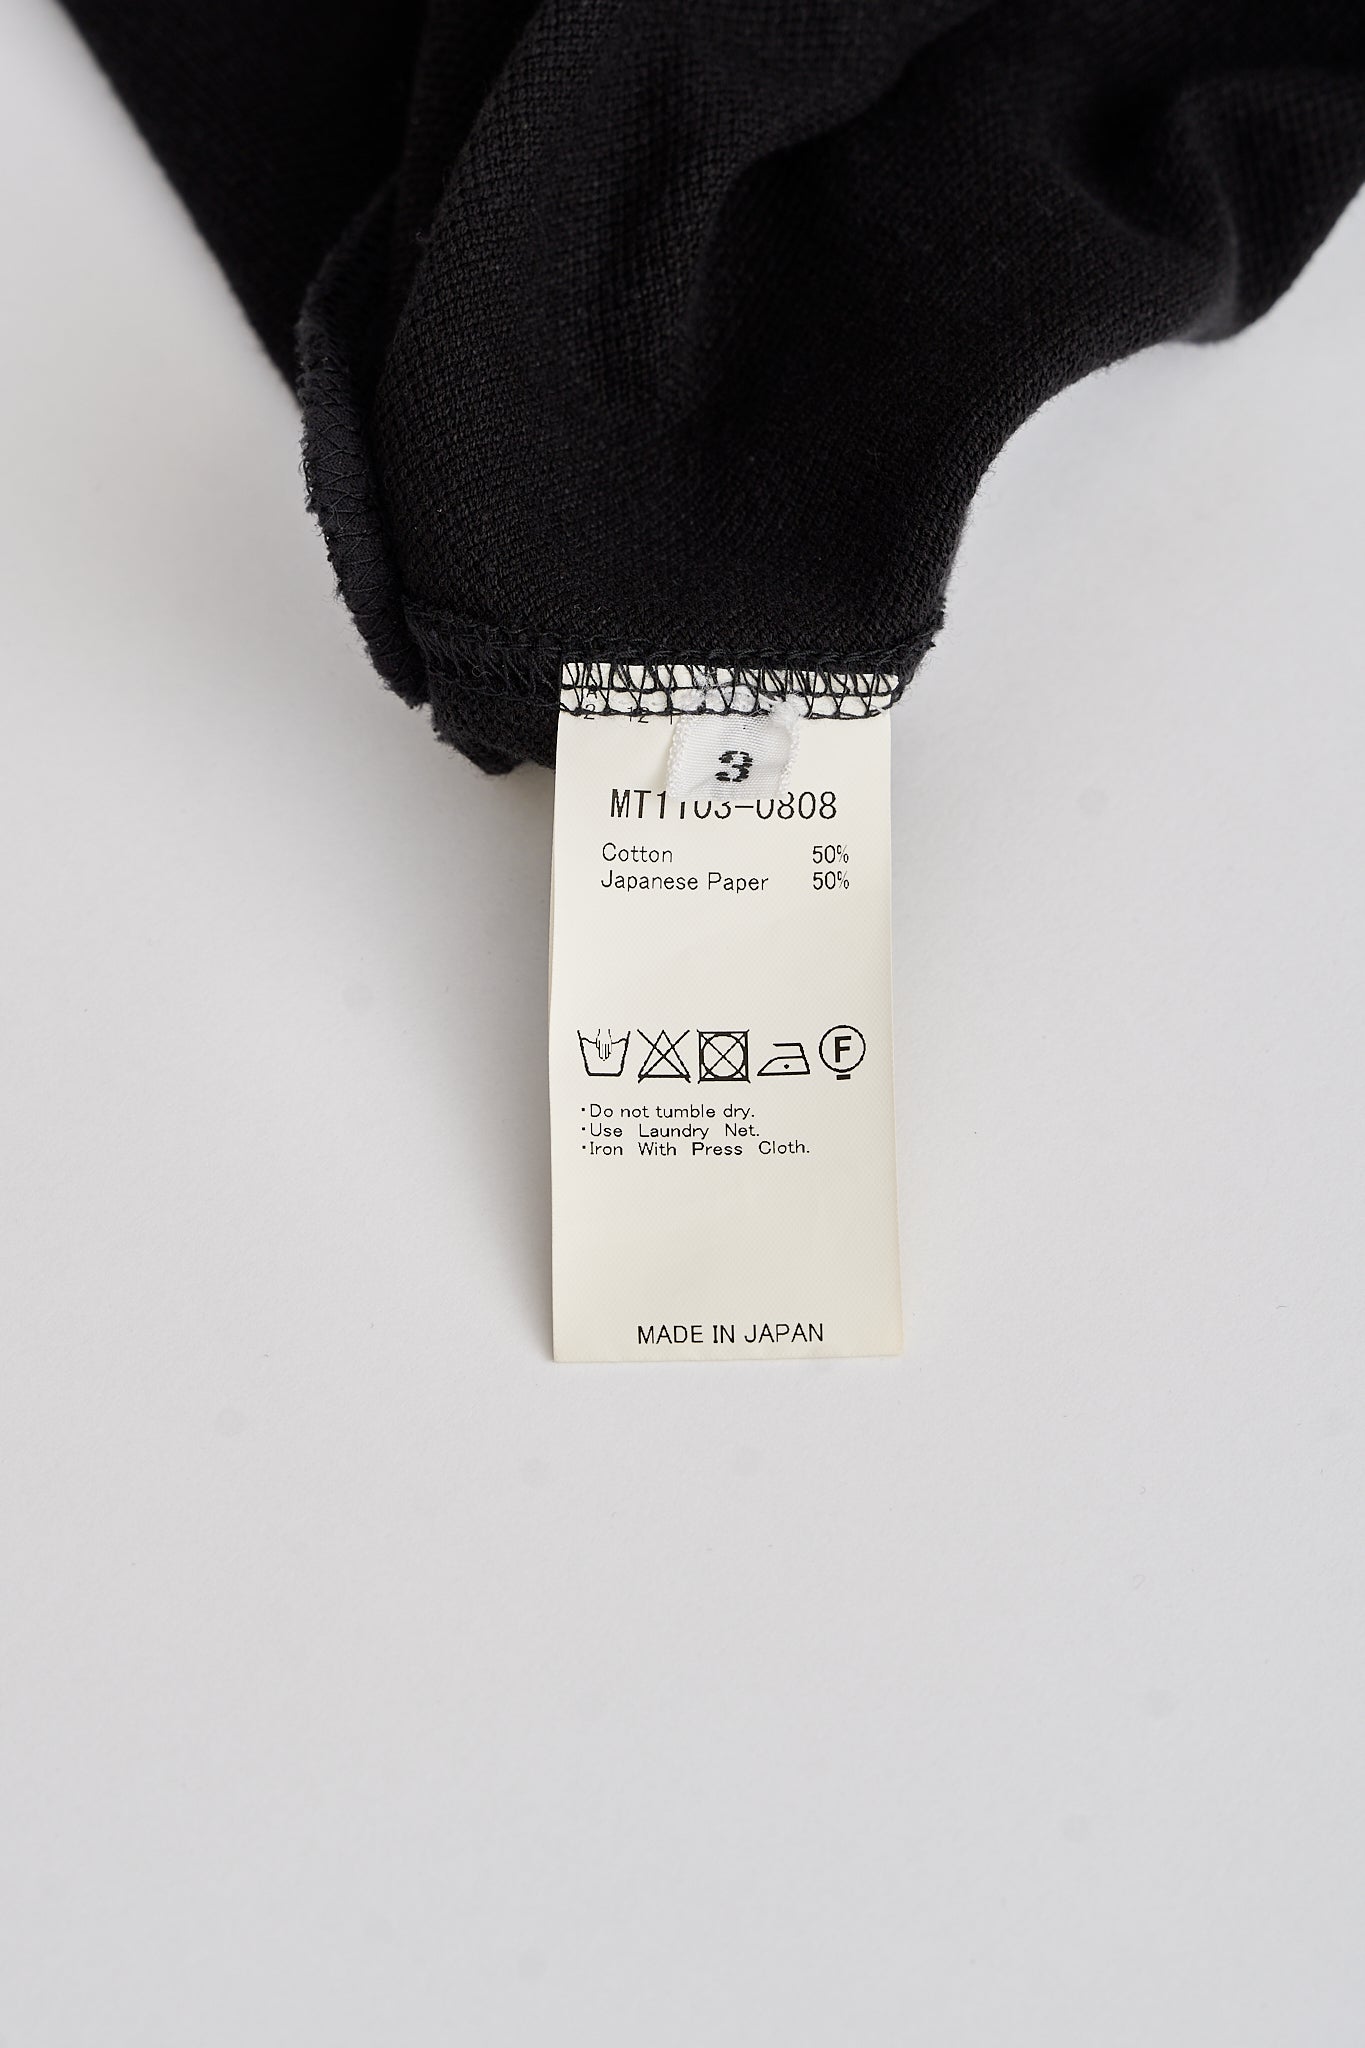 3
MT1103-0808
Cotton 50%
Japanese Paper 50%
F
・Do not tumble dry.
・Use Laundry Net.
・Iron With Press Cloth.
MADE IN JAPAN